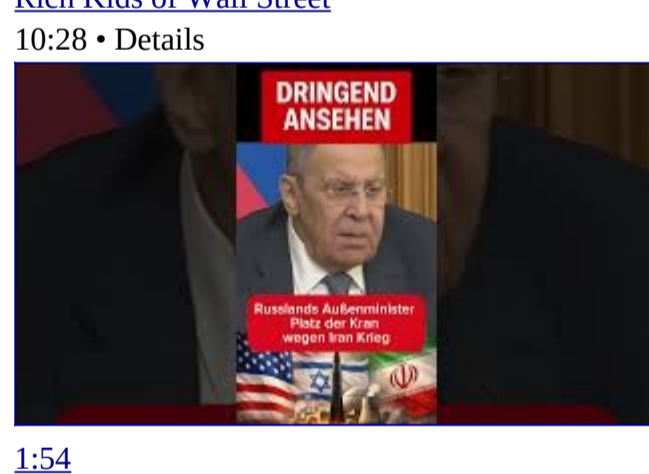 Rich Kids of Wall Street
10:28 • Details
DRINGEND
ANSEHEN
Russlands Außenminister
Platz der Kran
wegen Iran Krieg
1:54